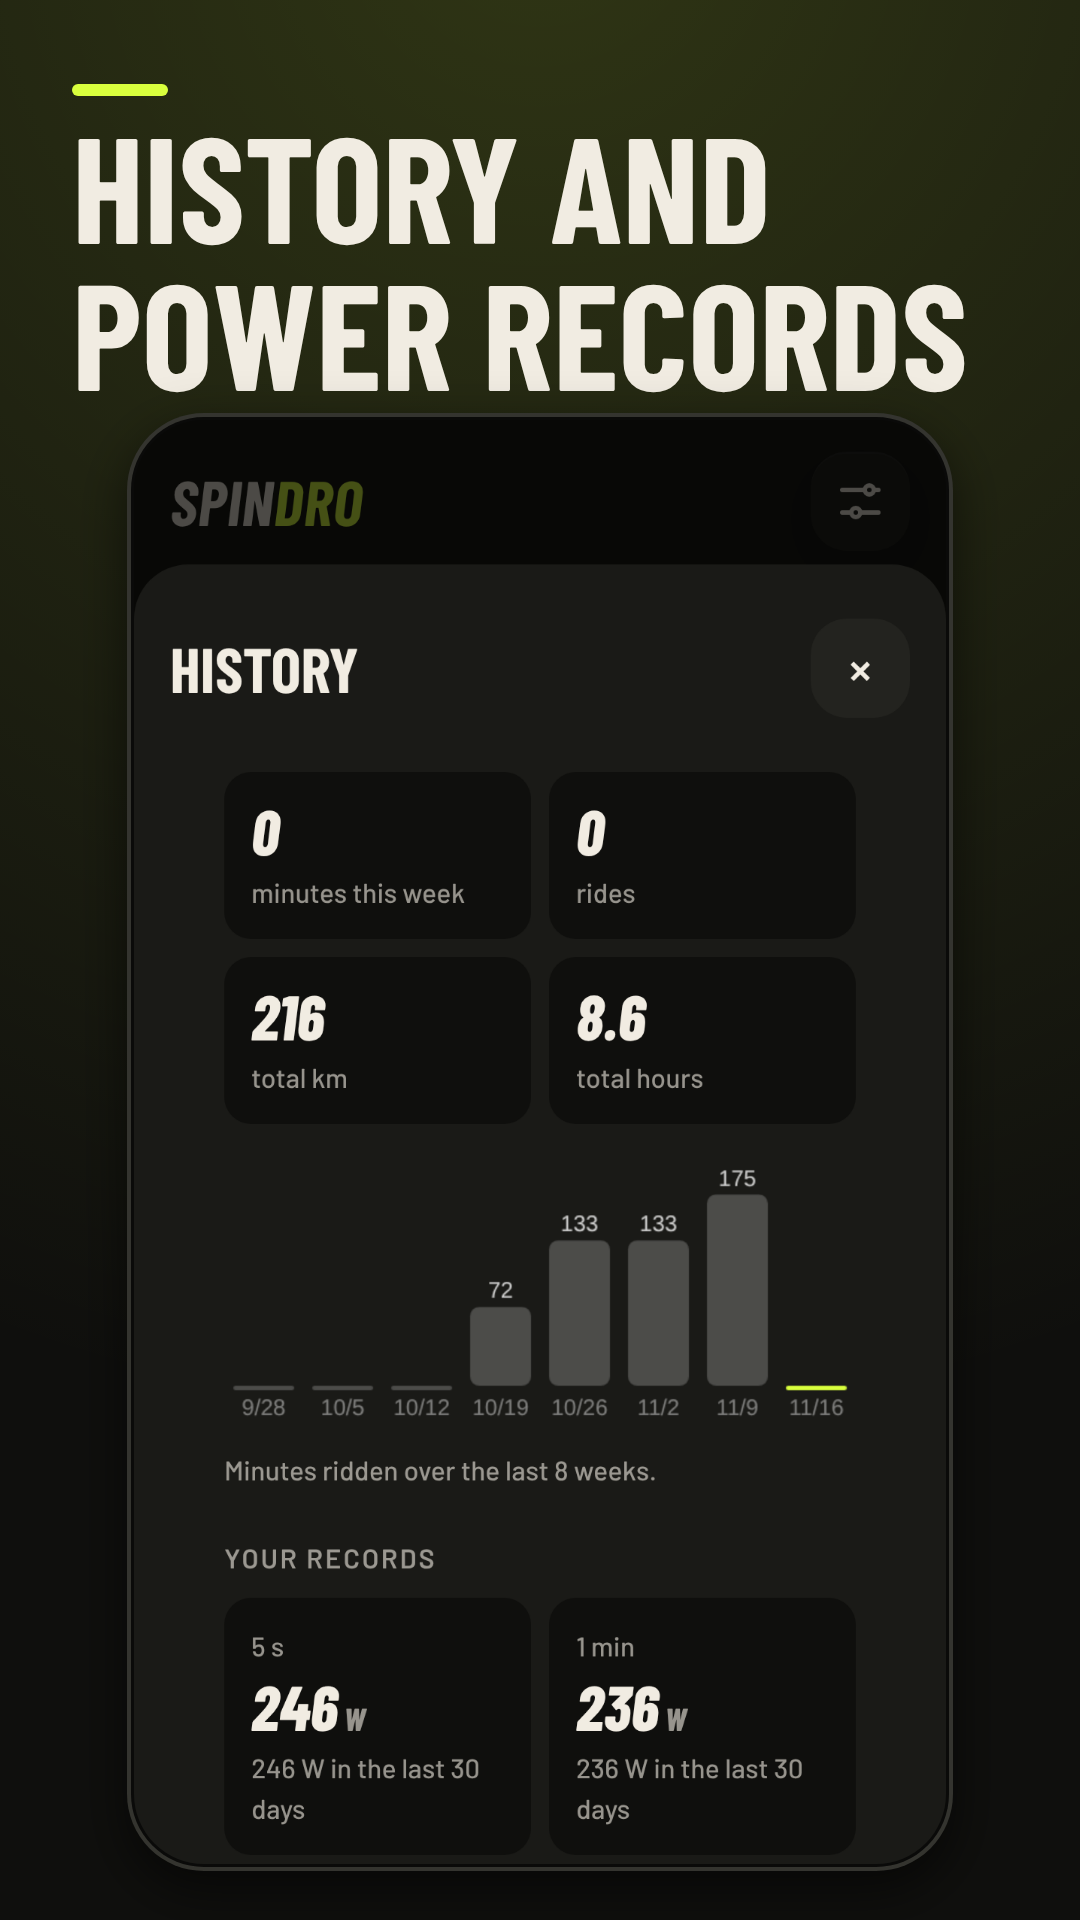 HISTORY AND
POWER RECORDS
SPINDRO
HISTORY
×
0
minutes this week
0
rides
216
total km
8.6
total hours
72
133
133
175
9/28 10/5 10/12 10/19 10/26 11/2 11/9 11/16
Minutes ridden over the last 8 weeks.
YOUR RECORDS
5 s
246 W
246 W in the last 30
days
1 min
236 W
236 W in the last 30
days